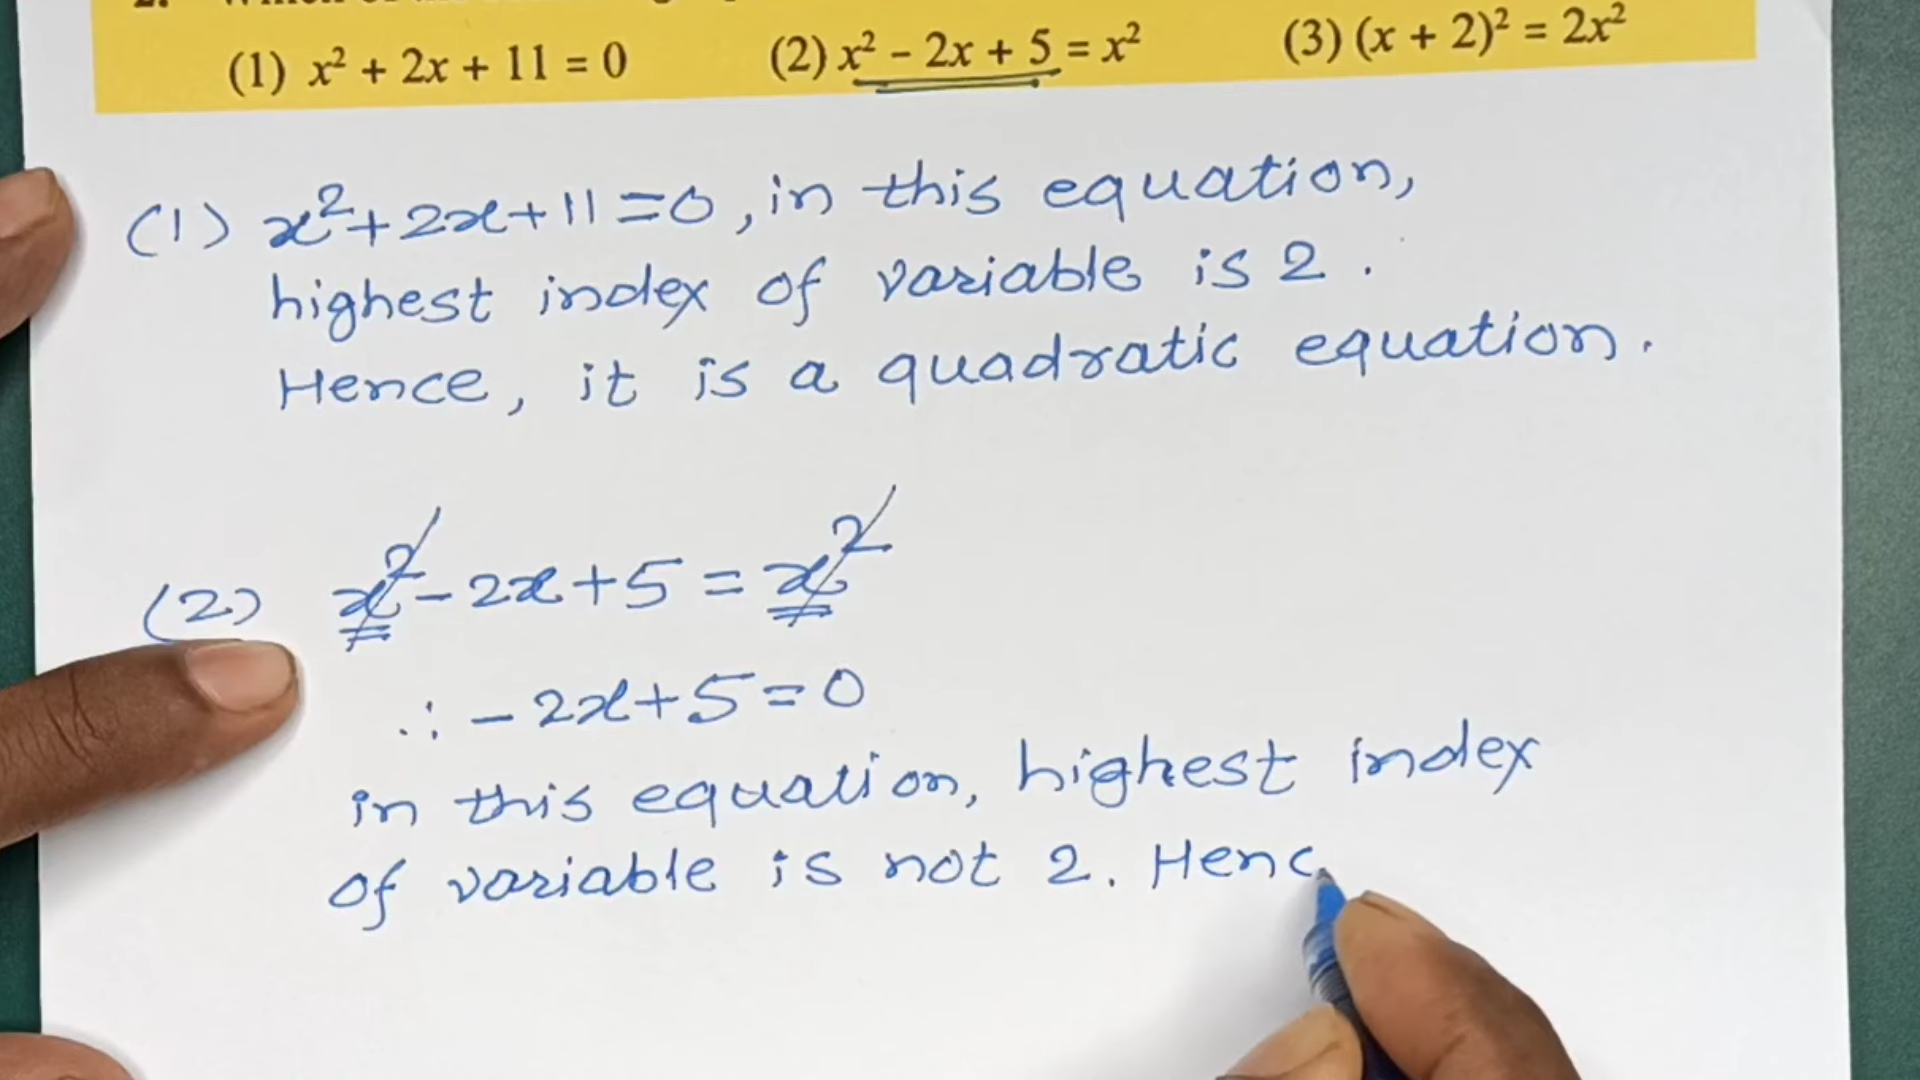 (1) x² + 2x + 11 = 0 (2) x² - 2x + 5 = x² (3) (x + 2)² = 2x²
(1) x²+2x+11=0, in this equation,
highest index of variable is 2.
Hence, it is a quadratic equation.
(2) x²-2x+5=x²
∴ -2x+5=0
in this equation, highest index
of variable is not 2. Henc